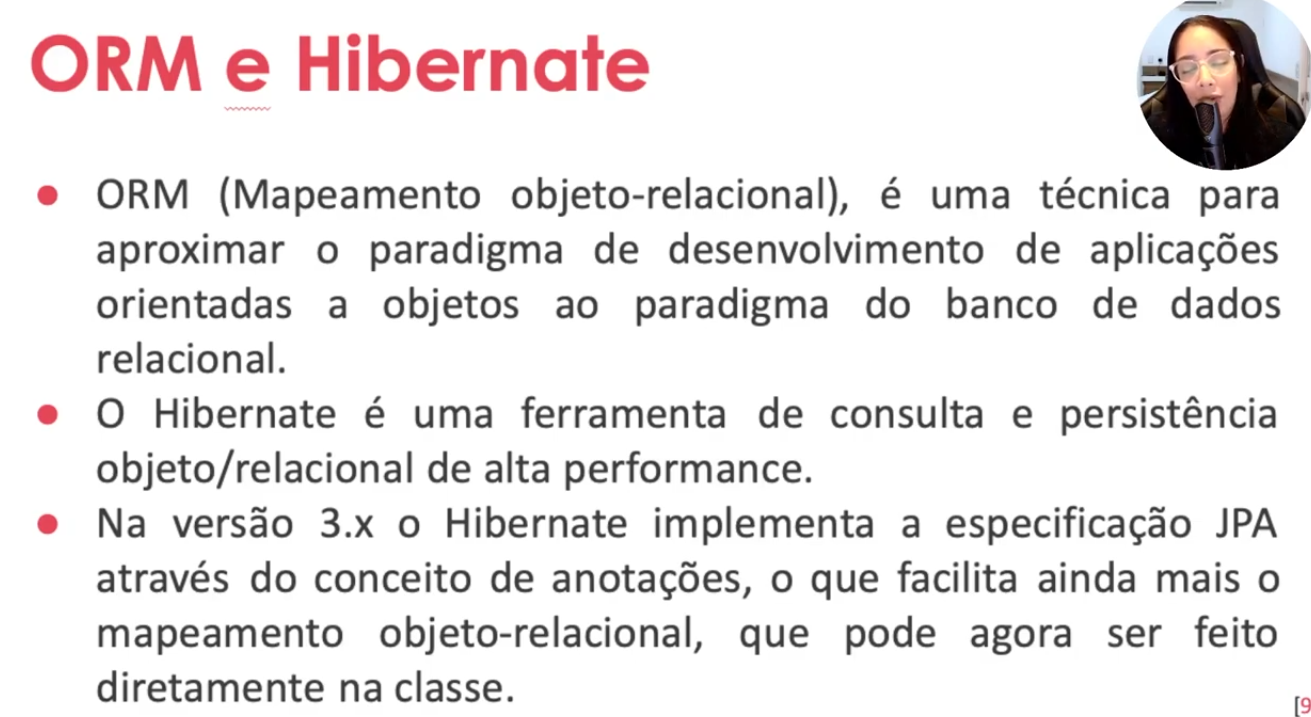 ORM e Hibernate
ORM (Mapeamento objeto-relacional), é uma técnica para
aproximar o paradigma de desenvolvimento de aplicações
orientadas a objetos ao paradigma do banco de dados
relacional.
O Hibernate é uma ferramenta de consulta e persistência
objeto/relacional de alta performance.
Na versão 3.x o Hibernate implementa a especificação JPA
através do conceito de anotações, o que facilita ainda mais o
mapeamento objeto-relacional, que pode agora ser feito
diretamente na classe.
[9